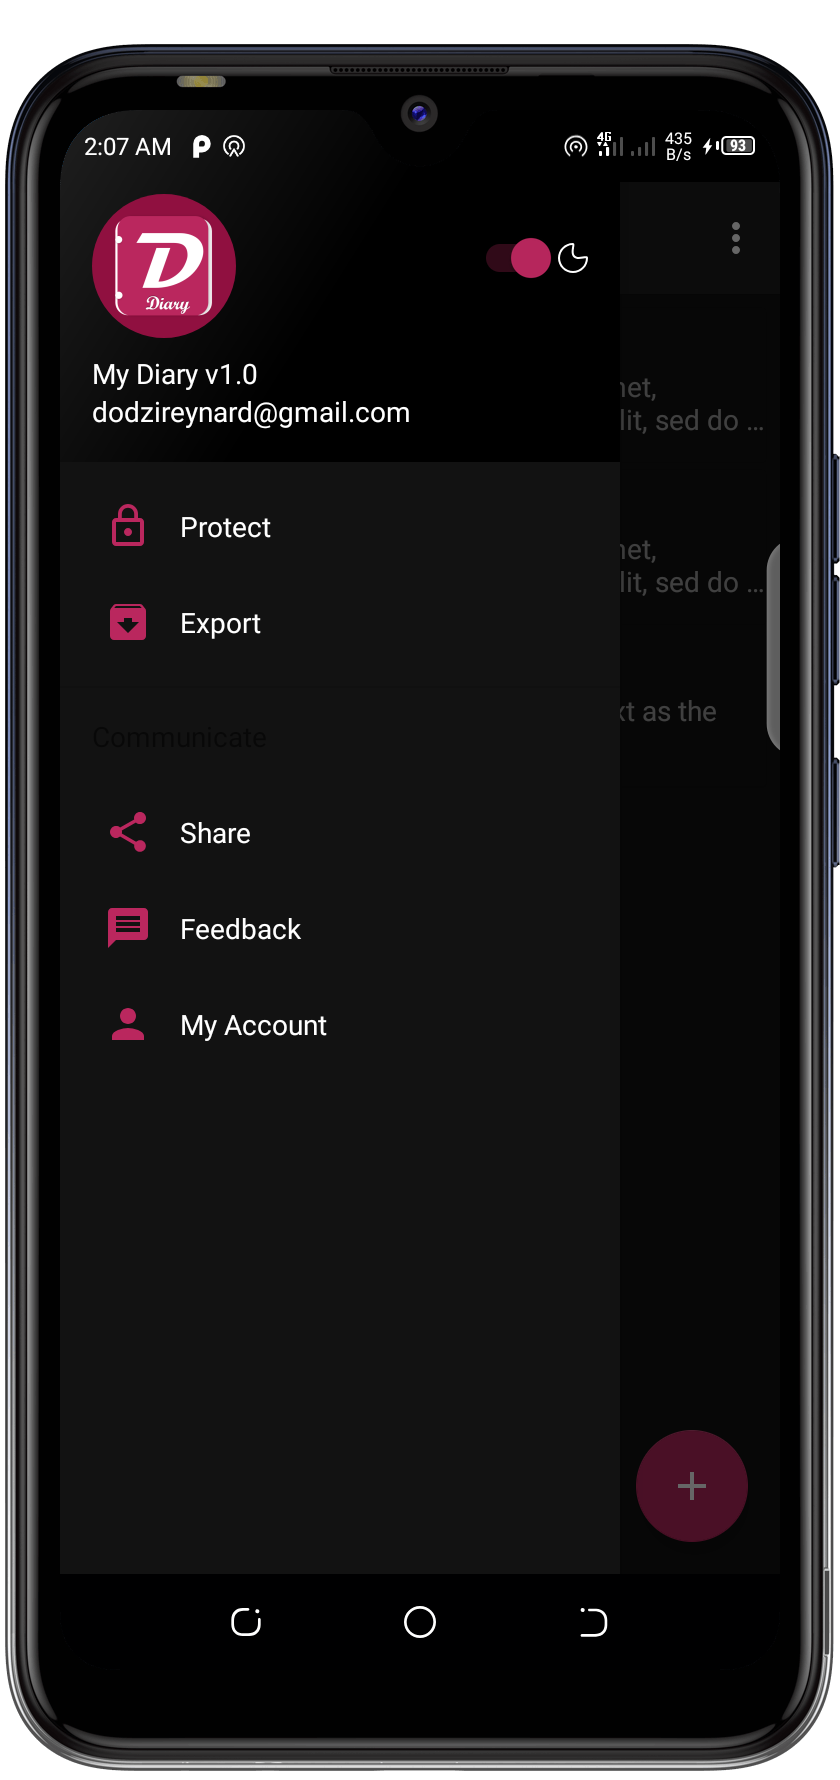 2:07 AM
4G
435
B/s
93
D
Diary
My Diary v1.0
dodzireynard@gmail.com
net,
lit, sed do ...
Protect
net,
lit, sed do ...
Export
xt as the
Communicate
Share
Feedback
My Account